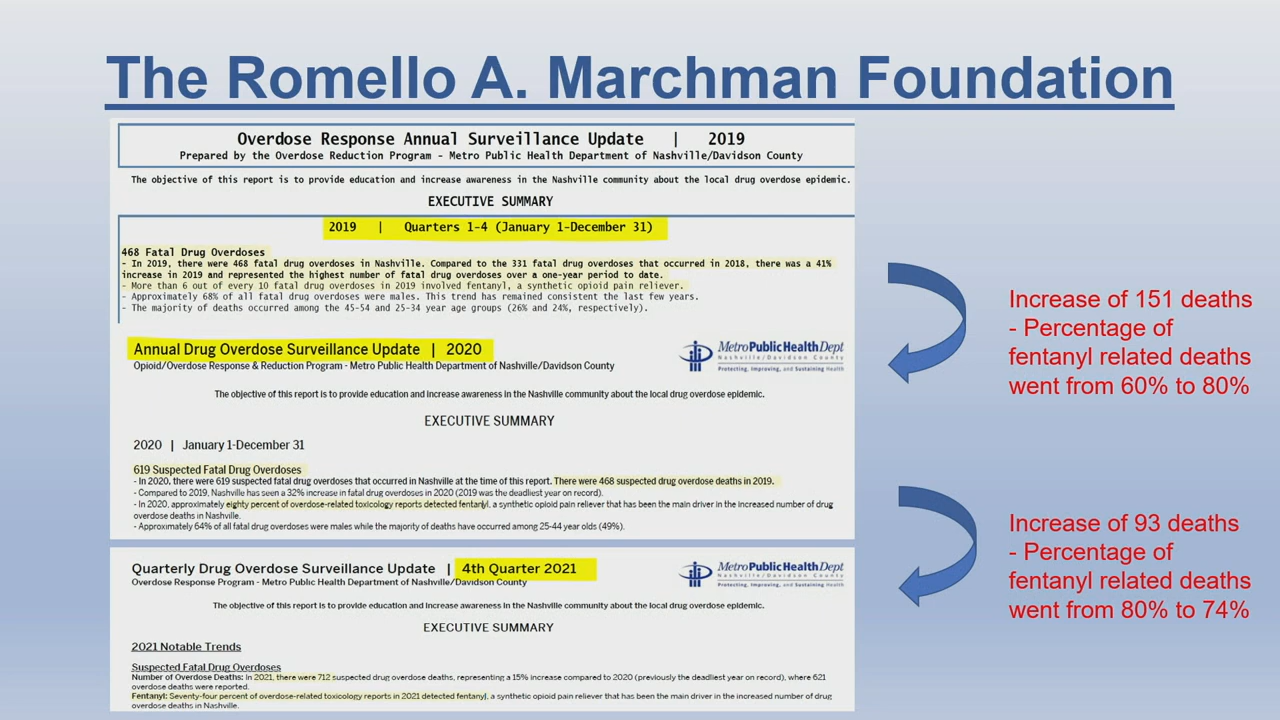 The Romello A. Marchman Foundation
Overdose Response Annual Surveillance Update | 2019
Prepared by the Overdose Reduction Program - Metro Public Health Department of Nashville/Davidson County
The objective of this report is to provide education and increase awareness in the Nashville community about the local drug overdose epidemic.
EXECUTIVE SUMMARY
2019 | Quarters 1-4 (January 1-December 31)
468 Fatal Drug Overdoses
- In 2019, there were 468 fatal drug overdoses in Nashville. Compared to the 331 fatal drug overdoses that occurred in 2018, there was a 41%
increase in 2019 and represented the highest number of fatal drug overdoses over a one-year period to date.
- More than 6 out of every 10 fatal drug overdoses in 2019 involved fentanyl, a synthetic opioid pain reliever.
- Approximately 68% of all fatal drug overdoses were males. This trend has remained consistent the last few years.
- The majority of deaths occurred among the 45-54 and 25-34 year age groups (26% and 24%, respectively).
Increase of 151 deaths
- Percentage of
fentanyl related deaths
went from 60% to 80%
Annual Drug Overdose Surveillance Update | 2020
Opioid/Overdose Response & Reduction Program - Metro Public Health Department of Nashville/Davidson County
Metro Public Health Dept
Nashville/Davidson County
Protecting, Improving, and Sustaining Health
The objective of this report is to provide education and increase awareness in the Nashville community about the local drug overdose epidemic.
EXECUTIVE SUMMARY
2020 | January 1-December 31
619 Suspected Fatal Drug Overdoses
- In 2020, there were 619 suspected fatal drug overdoses that occurred in Nashville at the time of this report. There were 468 suspected drug overdose deaths in 2019.
- Compared to 2019, Nashville has seen a 32% increase in fatal drug overdoses in 2020 (2019 was the deadliest year on record).
- In 2020, approximately eighty percent of overdose-related toxicology reports detected fentanyl, a synthetic opioid pain reliever that has been the main driver in the increased number of drug
overdose deaths in Nashville.
- Approximately 64% of all fatal drug overdoses were males while the majority of deaths have occurred among 25-44 year olds (49%).
Increase of 93 deaths
- Percentage of
fentanyl related deaths
went from 80% to 74%
Quarterly Drug Overdose Surveillance Update | 4th Quarter 2021
Overdose Response Program - Metro Public Health Department of Nashville/Davidson County
Metro Public Health Dept
Nashville/Davidson County
Protecting, Improving, and Sustaining Health
The objective of this report is to provide education and increase awareness in the Nashville community about the local drug overdose epidemic.
EXECUTIVE SUMMARY
2021 Notable Trends
Suspected Fatal Drug Overdoses
Number of Overdose Deaths: In 2021, there were 712 suspected drug overdose deaths, representing a 15% increase compared to 2020 (previously the deadliest year on record), where 621
overdose deaths were reported.
Fentanyl: Seventy-four percent of overdose-related toxicology reports in 2021 detected fentanyl, a synthetic opioid pain reliever that has been the main driver in the increased number of drug
overdose deaths in Nashville.